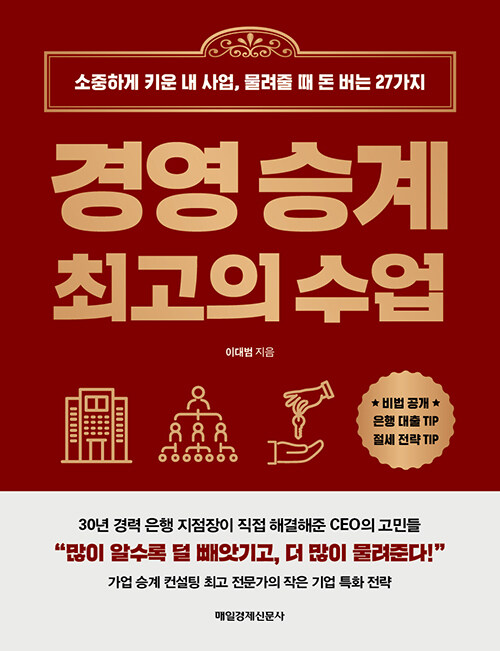 소중하게 키운 내 사업, 물려줄 때 돈 버는 27가지
경영 승계
최고의 수업
이대범 지음
★ 비법 공개 ★
은행 대출 TIP
절세 전략 TIP
30년 경력 은행 지점장이 직접 해결해준 CEO의 고민들
“많이 알수록 덜 빼앗기고, 더 많이 물려준다!”
가업 승계 컨설팅 최고 전문가의 작은 기업 특화 전략
매일경제신문사